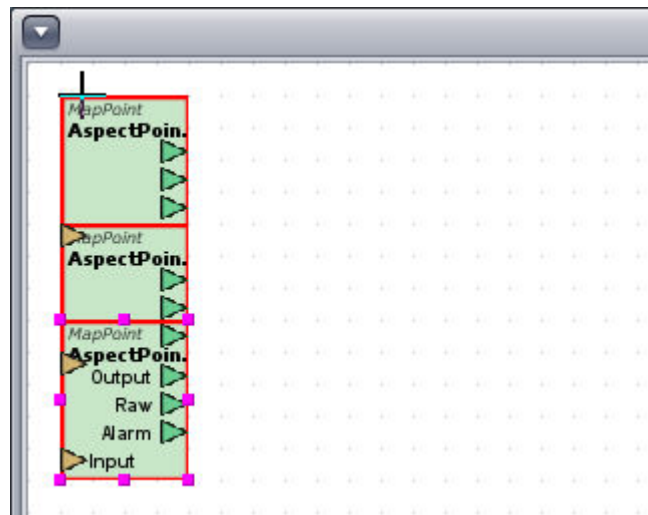 MapPoint
AspectPoin.
MapPoint
AspectPoin.
MapPoint
AspectPoin.
Output
Raw
Alarm
Input